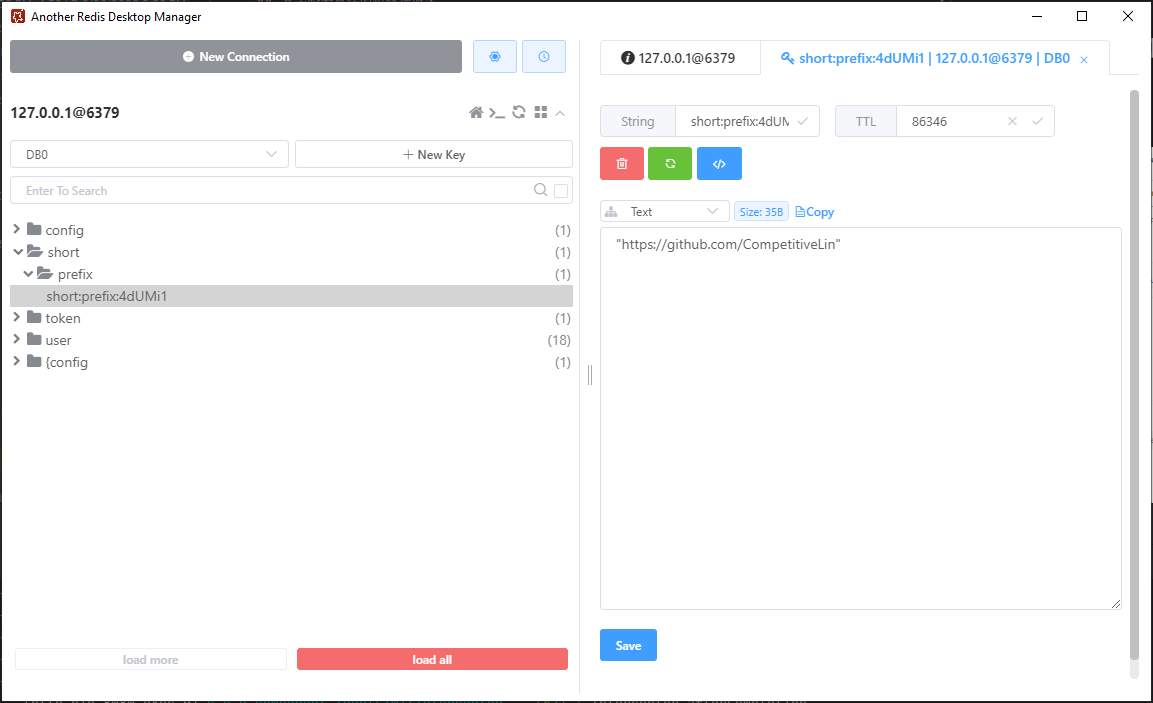 Another Redis Desktop Manager
New Connection
127.0.0.1@6379
DB0
New Key
Enter To Search
config (1)
short (1)
prefix (1)
short:prefix:4dUMi1
token (1)
user (18)
{config (1)
load more
load all
127.0.0.1@6379
short:prefix:4dUMi1 | 127.0.0.1@6379 | DB0
String short:prefix:4dUM
TTL 86346
Text Size: 35B Copy
"https://github.com/CompetitiveLin"
Save